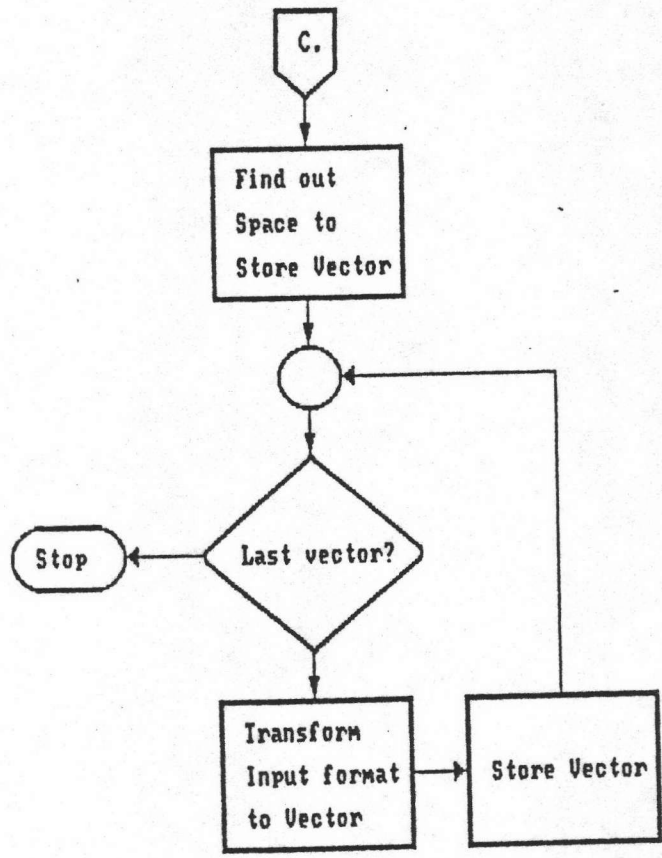 C.
Find out
Space to
Store Vector
Last vector?
Stop
Transform
Input format
to Vector
Store Vector